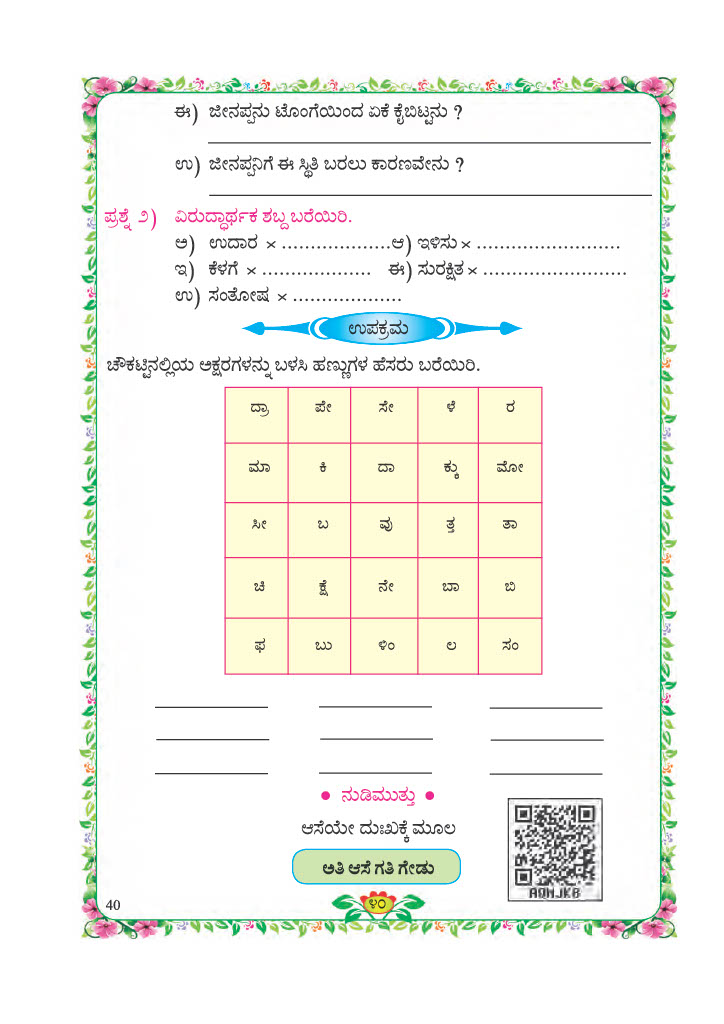 ಈ) ಜೀನಪ್ಪನು ಟೊಂಗೆಯಿಂದ ಏಕೆ ಕೈಬಿಟ್ಟನು ?
ಉ) ಜೀನಪ್ಪನಿಗೆ ಈ ಸ್ಥಿತಿ ಬರಲು ಕಾರಣವೇನು ?
ಪ್ರಶ್ನೆ ೨) ವಿರುದಾರ್ಥಕ ಶಬ್ದ ಬರೆಯಿರಿ.
ಅ) ಉದಾರ × ................... ಆ) ಇಳಿಸು × .........................
ಇ) ಕೆಳಗೆ × ................... ಈ) ಸುರಕ್ಷಿತ × .........................
ಉ) ಸಂತೋಷ × ...................
ಉಪಕ್ರಮ
ಚೌಕಟ್ಟಿನಲ್ಲಿಯ ಅಕ್ಷರಗಳನ್ನು ಬಳಸಿ ಹಣ್ಣುಗಳ ಹೆಸರು ಬರೆಯಿರಿ.
ದ್ರಾ ಪೇ ಸೇ ಳೆ ರ
ಮಾ ಕಿ ದಾ ಕ್ಕು ಮೋ
ಸೀ ಬ ವು ತ್ತ ತಾ
ಚಿ ಕ್ಷೆ ನೇ ಬಾ ಬಿ
ಫ ಬು ಳಿಂ ಲ ಸಂ
• ನುಡಿಮುತ್ತು •
ಆಸೆಯೇ ದುಃಖಕ್ಕೆ ಮೂಲ
ಅತಿ ಆಸೆ ಗತಿ ಗೇಡು
AQWJKB
40
೪೦